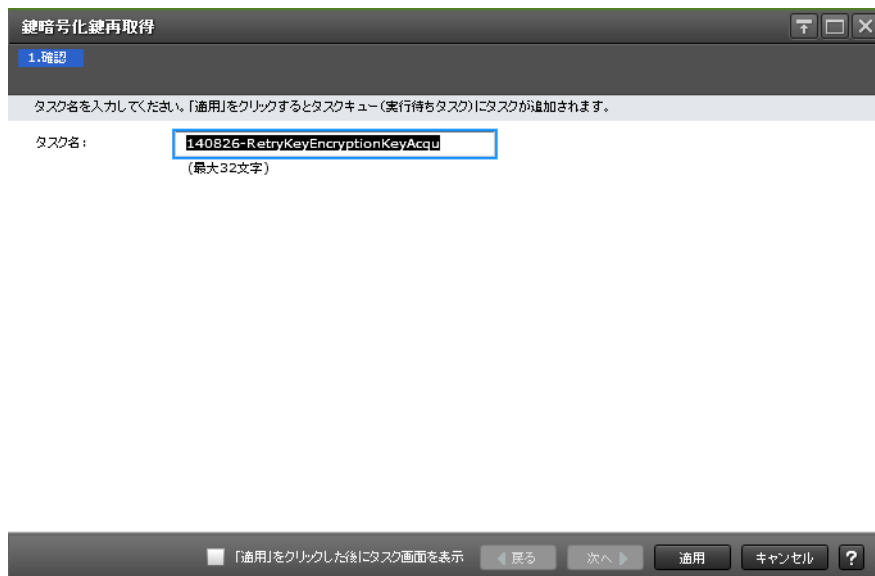 鍵暗号化鍵再取得
1.確認
タスク名を入力してください。「適用」をクリックするとタスクキュー(実行待ちタスク)にタスクが追加されます。
タスク名:
140826-RetryKeyEncryptionKeyAcqu
(最大32文字)
「適用」をクリックした後にタスク画面を表示
戻る
次へ
適用
キャンセル
?